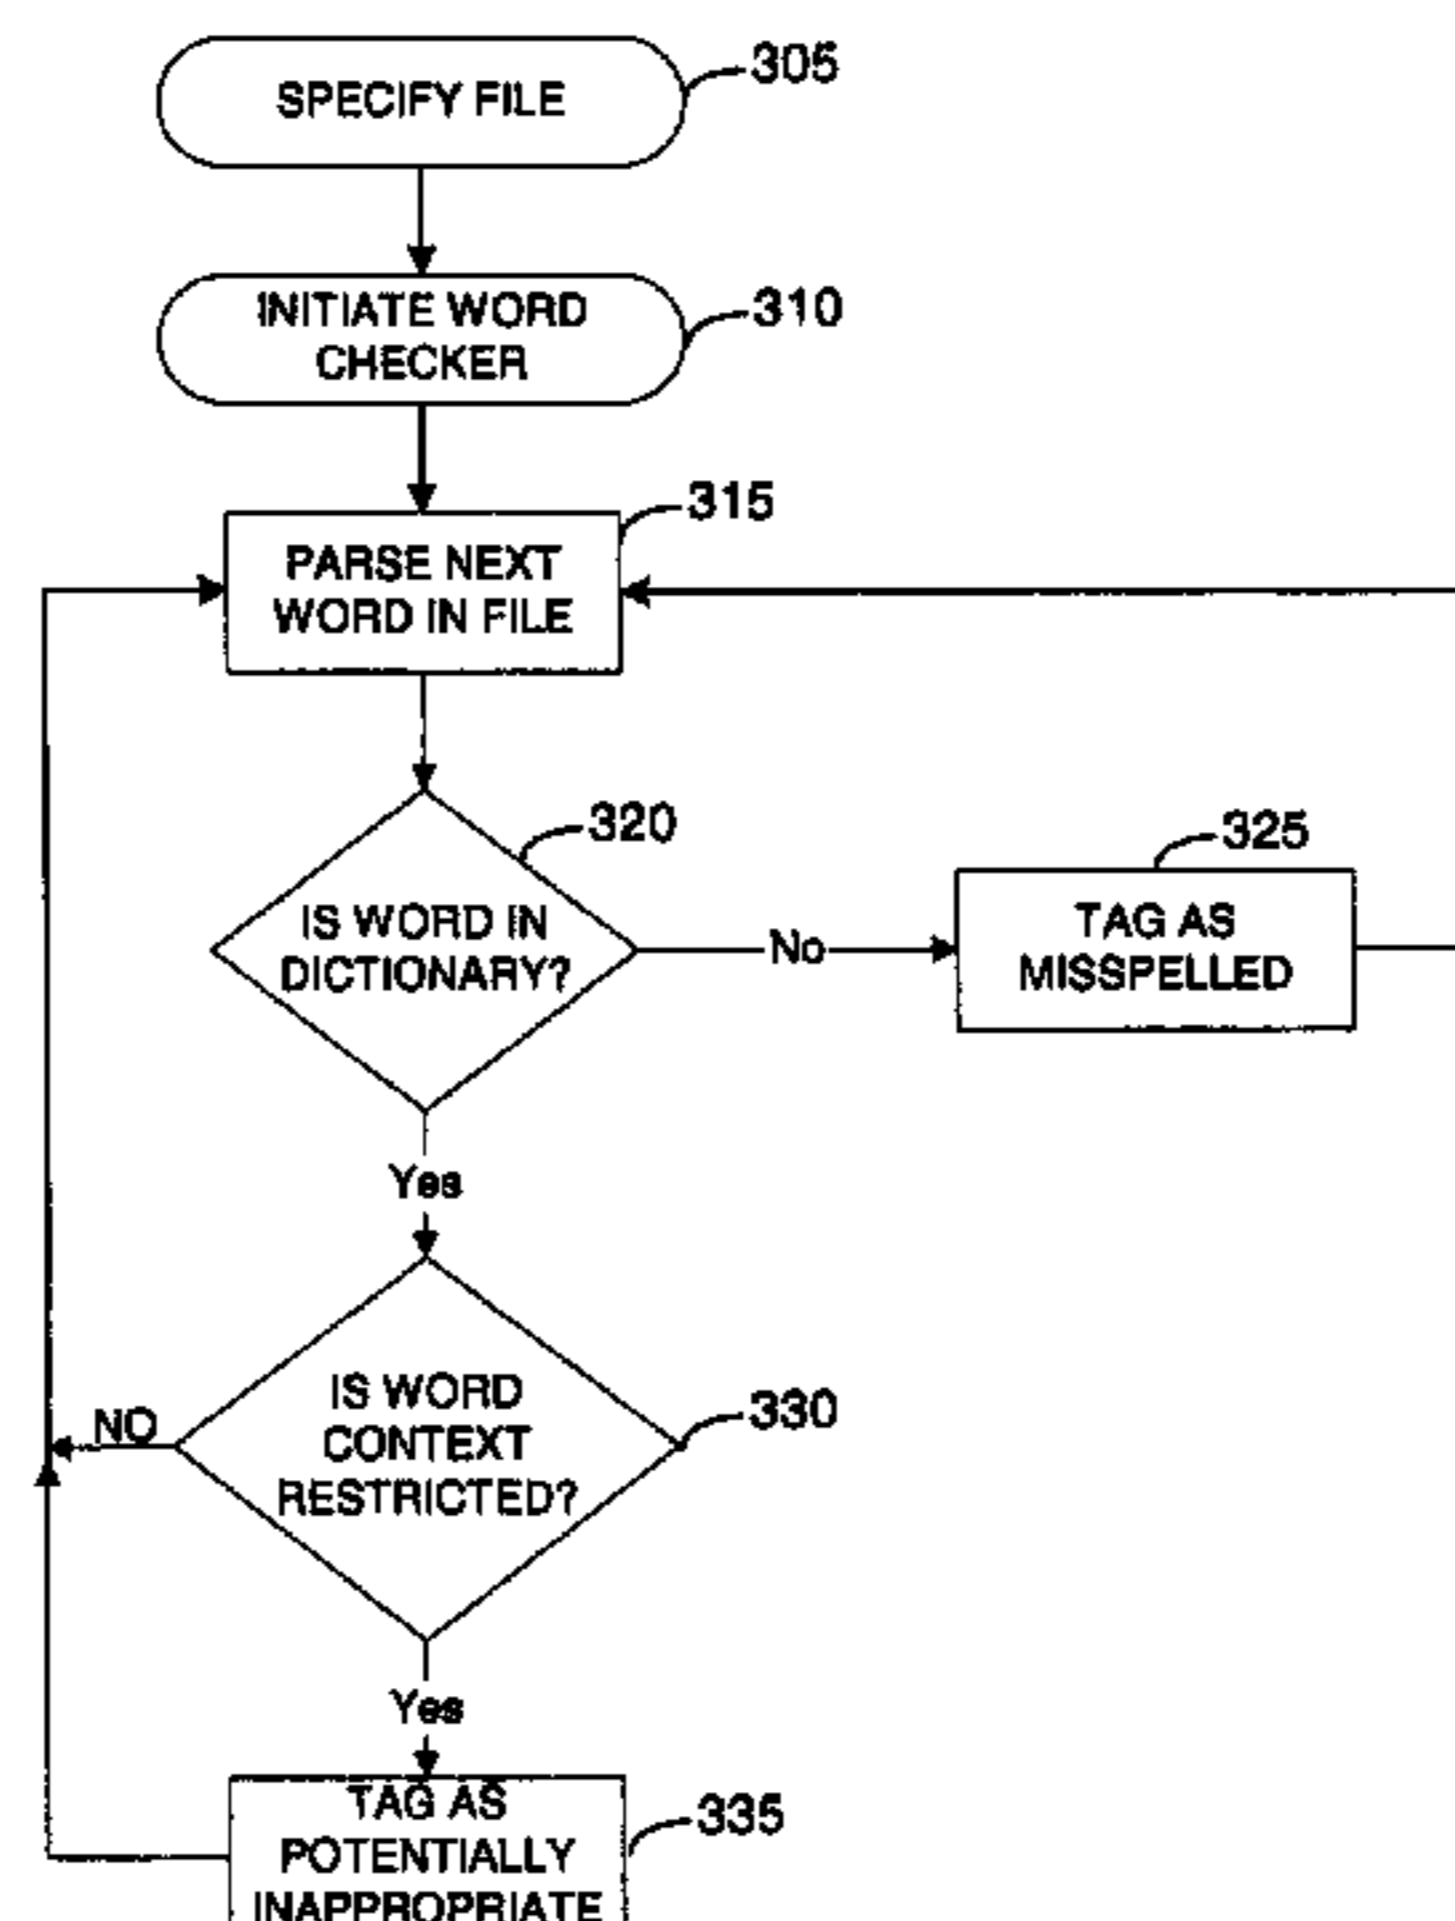 SPECIFY FILE
305
INITIATE WORD
CHECKER
310
315
PARSE NEXT
WORD IN FILE
320
IS WORD IN
DICTIONARY?
No
325
TAG AS
MISSPELLED
Yes
IS WORD
CONTEXT
RESTRICTED?
330
NO
Yes
TAG AS
POTENTIALLY
INAPPROPRIATE
335